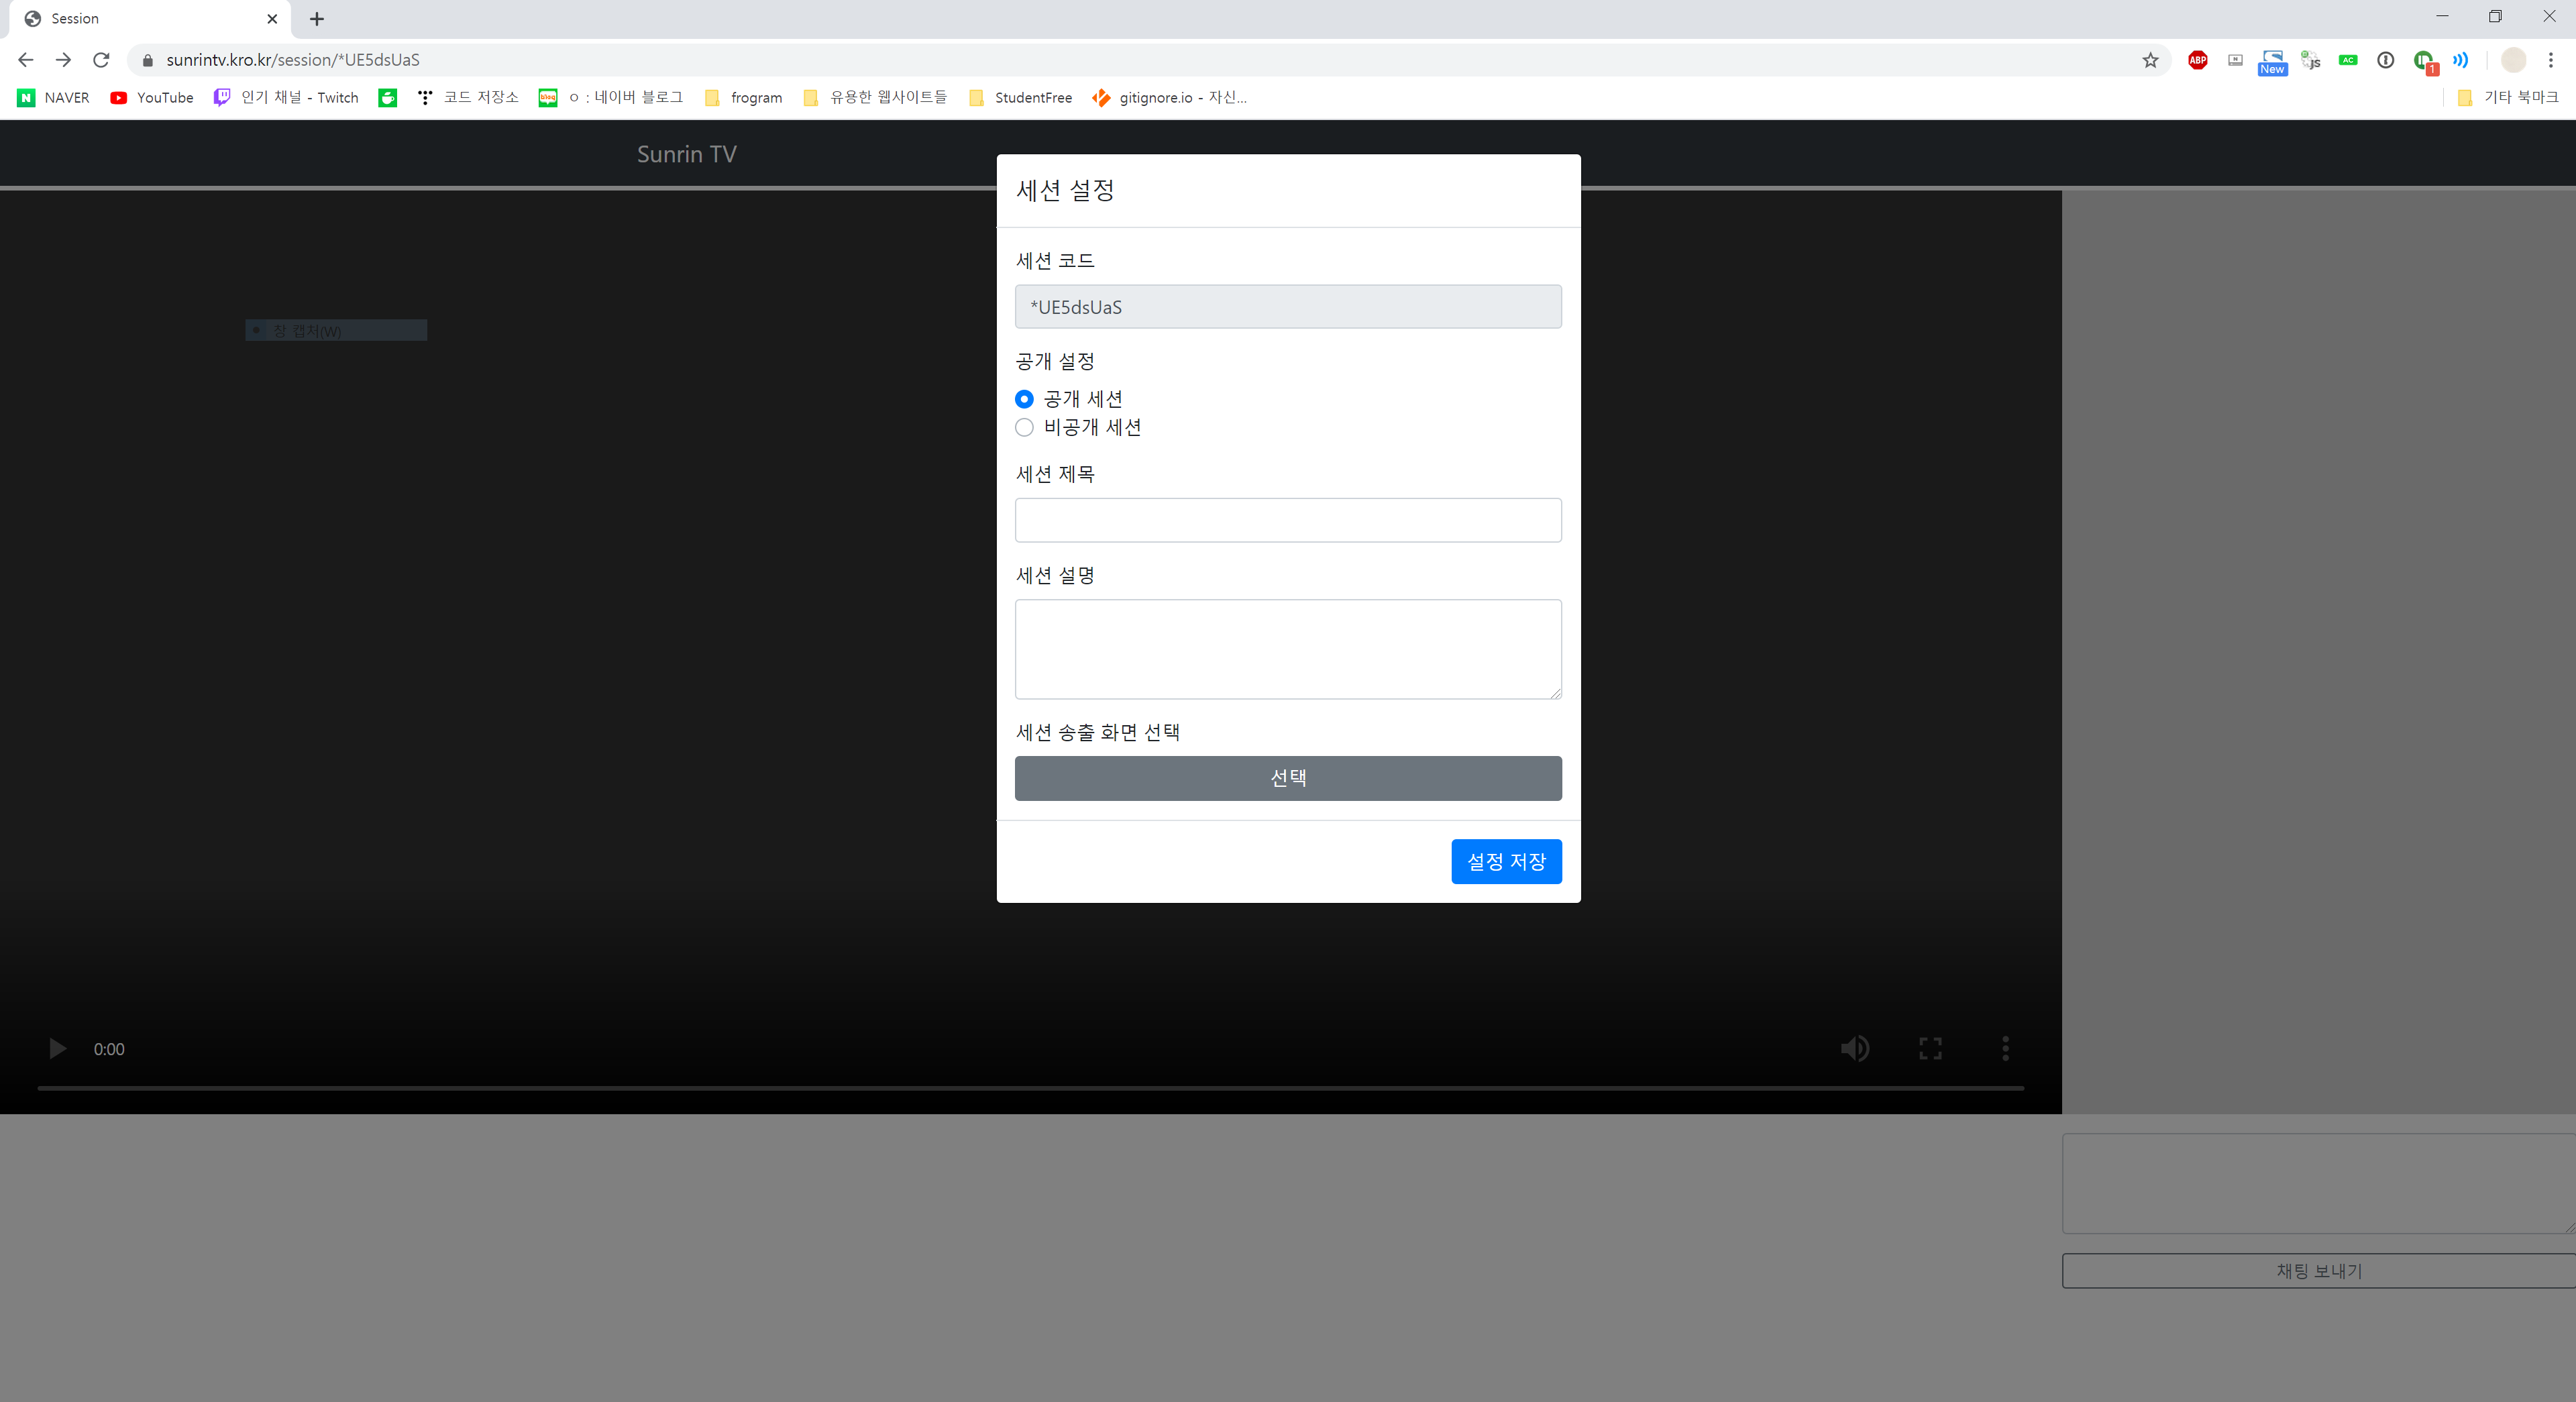 Session
sunrintv.kro.kr/session/*UE5dsUaS
ABP
New
JS
AC
1
N NAVER
YouTube
인기 채널 - Twitch
코드 저장소
blog ㅇ : 네이버 블로그
frogram
유용한 웹사이트들
StudentFree
gitignore.io - 자신...
기타 북마크
Sunrin TV
세션 설정
세션 코드
*UE5dsUaS
창 캡처(W)
공개 설정
공개 세션
비공개 세션
세션 제목
세션 설명
세션 송출 화면 선택
선택
설정 저장
0:00
채팅 보내기